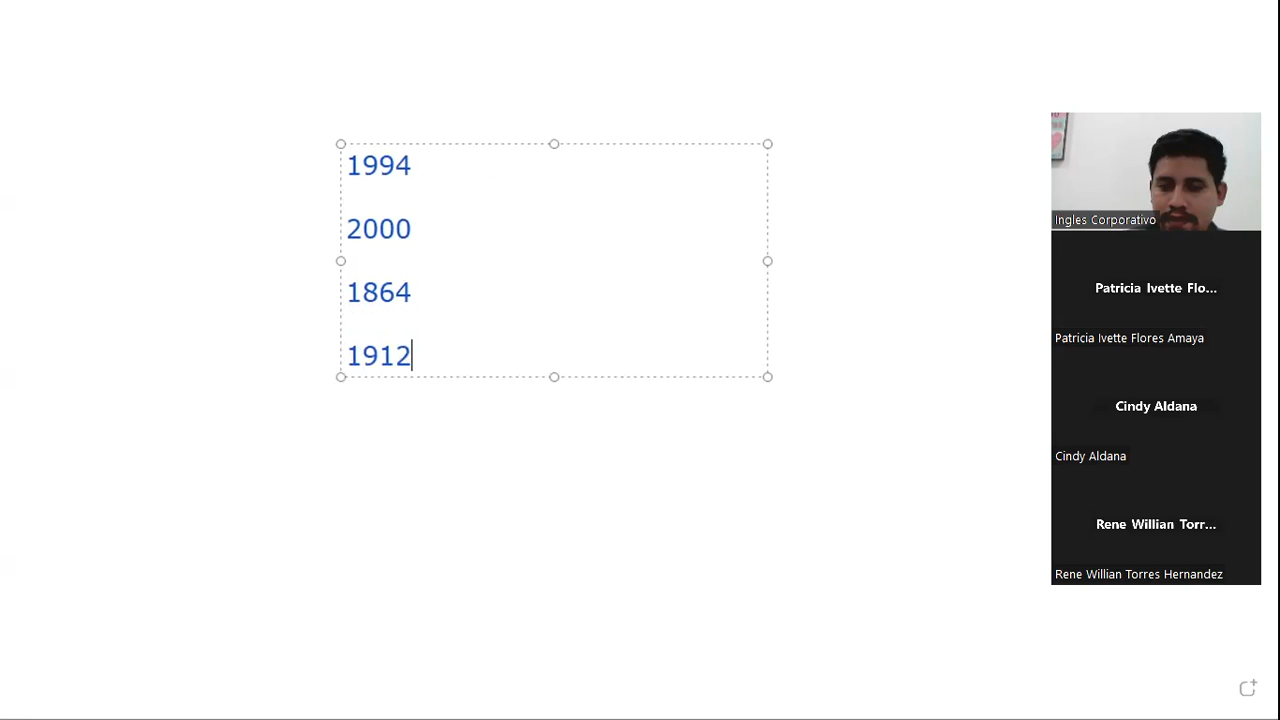 1994
2000
1864
1912
Ingles Corporativo
Patricia Ivette Flo...
Patricia Ivette Flores Amaya
Cindy Aldana
Cindy Aldana
Rene Willian Torr...
Rene Willian Torres Hernandez